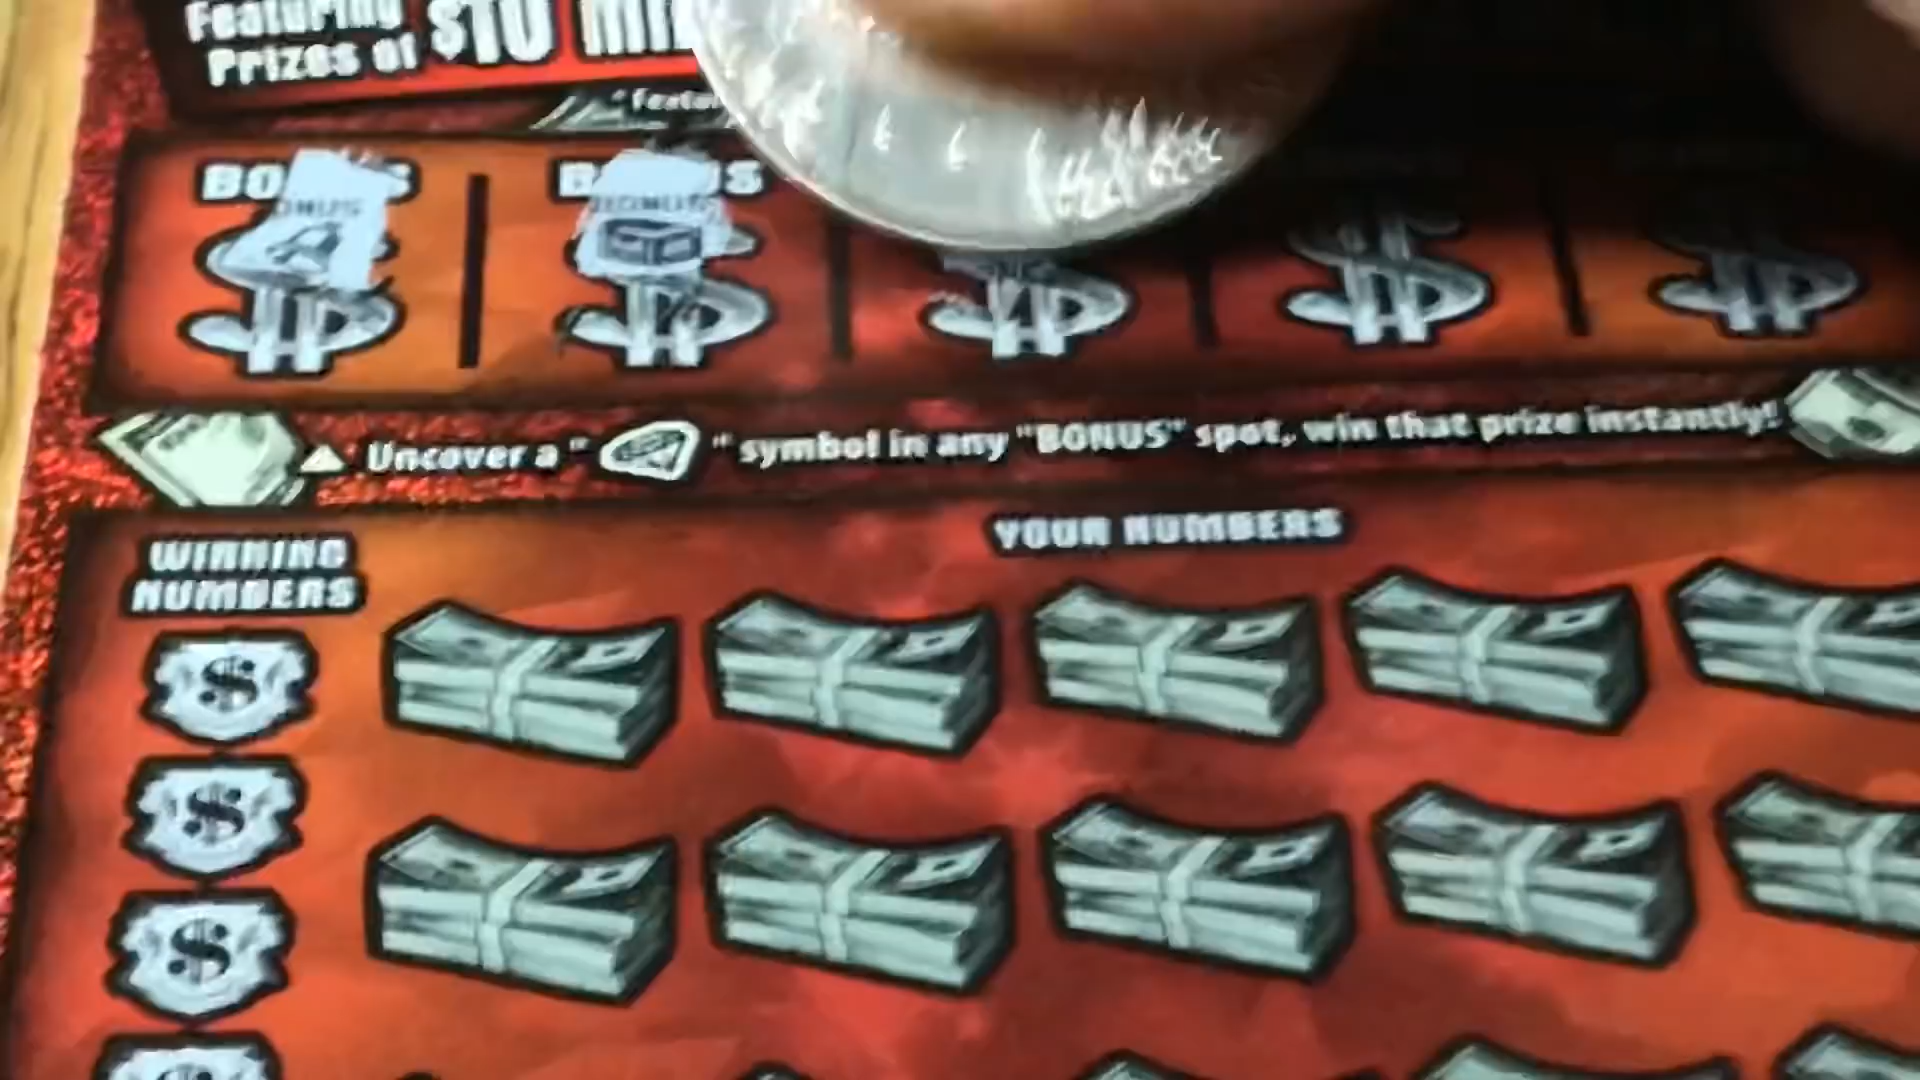 Featuring
Prizes of $10
BONUS BONUS
BONUS
Uncover a " " symbol in any "BONUS" spot, win that prize instantly!
WINNING
NUMBERS
YOUR NUMBERS
$
$
$